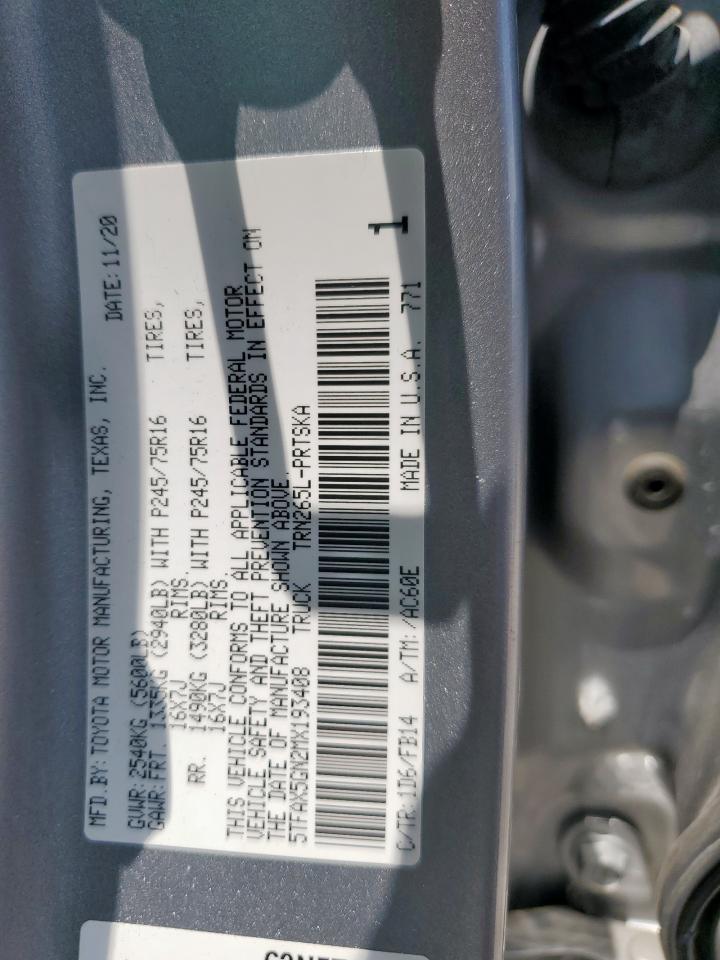 MFD.BY: TOYOTA MOTOR MANUFACTURING, TEXAS, INC. DATE: 11/20
GVWR: 2540KG (5600LB)
GAWR: FRT. 1335KG (2940LB) WITH P245/75R16 TIRES,
16X7J RIMS.
RR. 1490KG (3280LB) WITH P245/75R16 TIRES,
16X7J RIMS.
THIS VEHICLE CONFORMS TO ALL APPLICABLE FEDERAL MOTOR
VEHICLE SAFETY AND THEFT PREVENTION STANDARDS IN EFFECT ON
THE DATE OF MANUFACTURE SHOWN ABOVE.
5TFAX5GN2MX193408 TRUCK TRN265L-PRTSKA
1
C/TR: 1D6/FB14 A/TM: /AC60E MADE IN U.S.A. 771